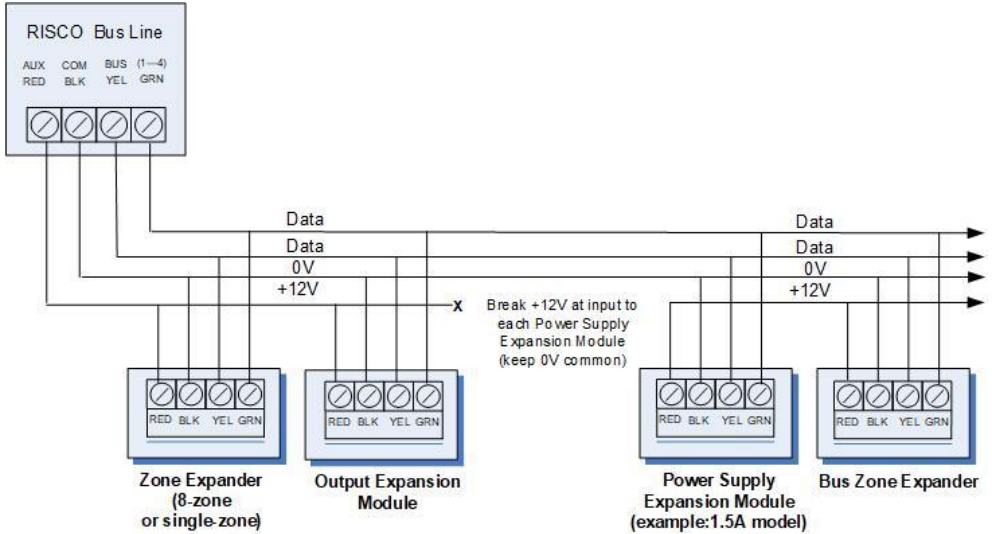 RISCO Bus Line
AUX COM BUS (1—4)
RED BLK YEL GRN
Data
Data
0V
+12V
X
Break +12V at input to
each Power Supply
Expansion Module
(keep 0V common)
Data
Data
0V
+12V
RED BLK YEL GRN
Zone Expander
(8-zone
or single-zone)
RED BLK YEL GRN
Output Expansion
Module
RED BLK YEL GRN
Power Supply
Expansion Module
(example:1.5A model)
RED BLK YEL GRN
Bus Zone Expander